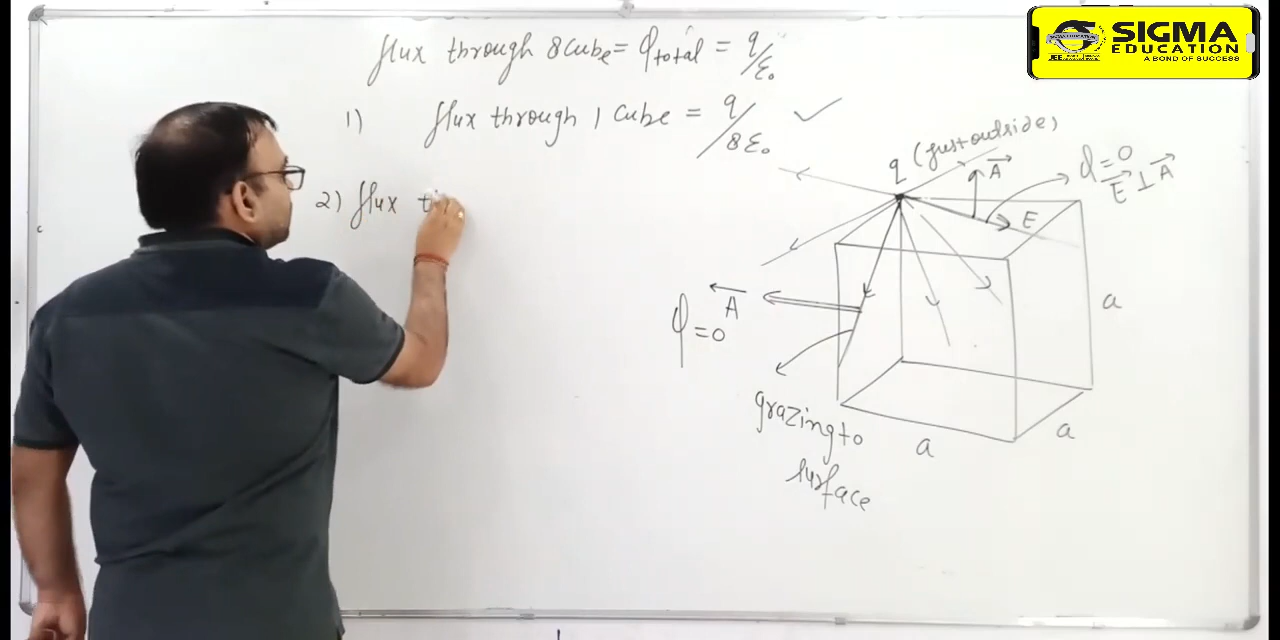 flux through 8 Cube = φtotal = q/ε₀
1) flux through 1 Cube = q/8ε₀ ✓
2) flux th
q (just outside)
A
φ=0
E ⊥ A
E
a
A
φ=0
grazing to
surface
a
a
SIGMA
EDUCATION
A BOND OF SUCCESS